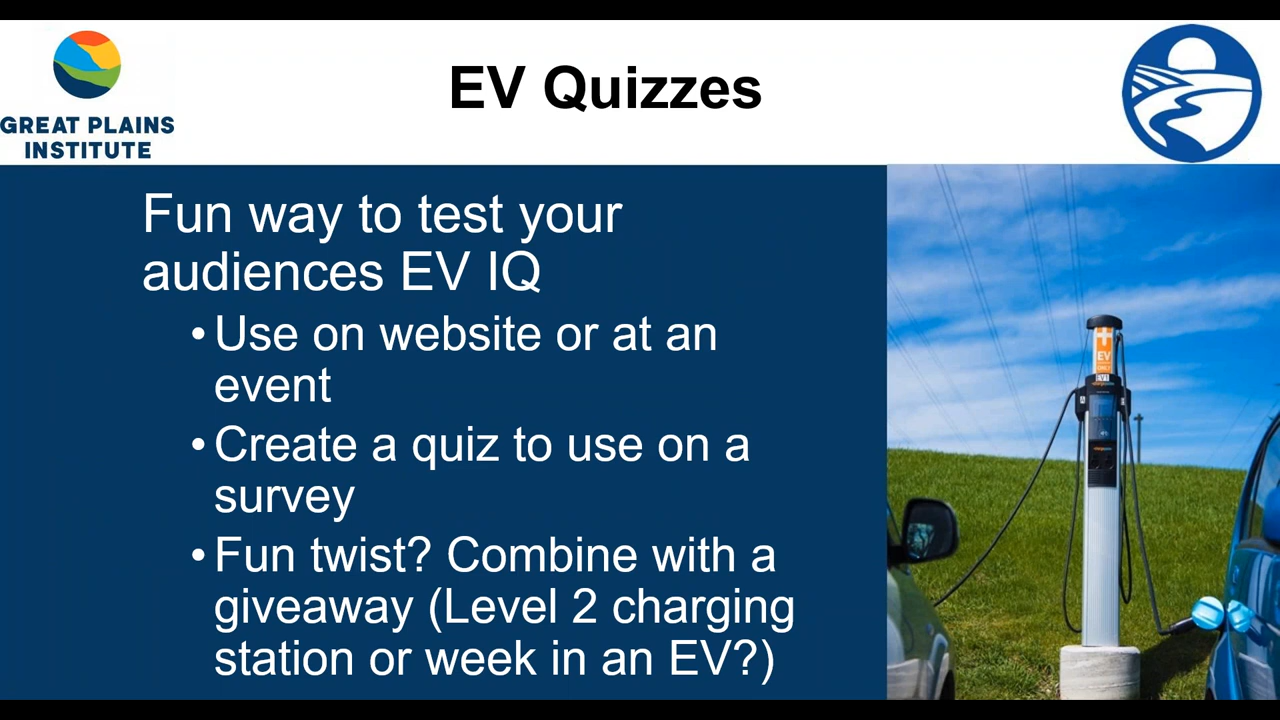 GREAT PLAINS
INSTITUTE
EV Quizzes
Fun way to test your
audiences EV IQ
•Use on website or at an
event
•Create a quiz to use on a
survey
•Fun twist? Combine with a
giveaway (Level 2 charging
station or week in an EV?)
EV
ONLY
EV1